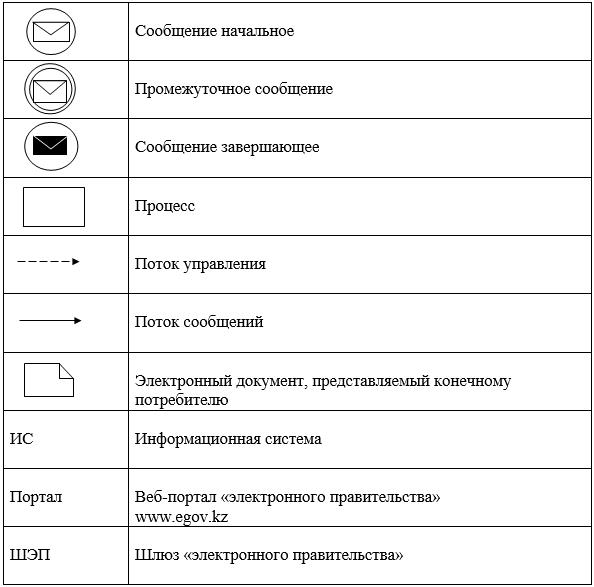 Сообщение начальное
Промежуточное сообщение
Сообщение завершающее
Процесс
Поток управления
Поток сообщений
Электронный документ, представляемый конечному
потребителю
ИС
Информационная система
Портал
Веб-портал «электронного правительства»
www.egov.kz
ШЭП
Шлюз «электронного правительства»